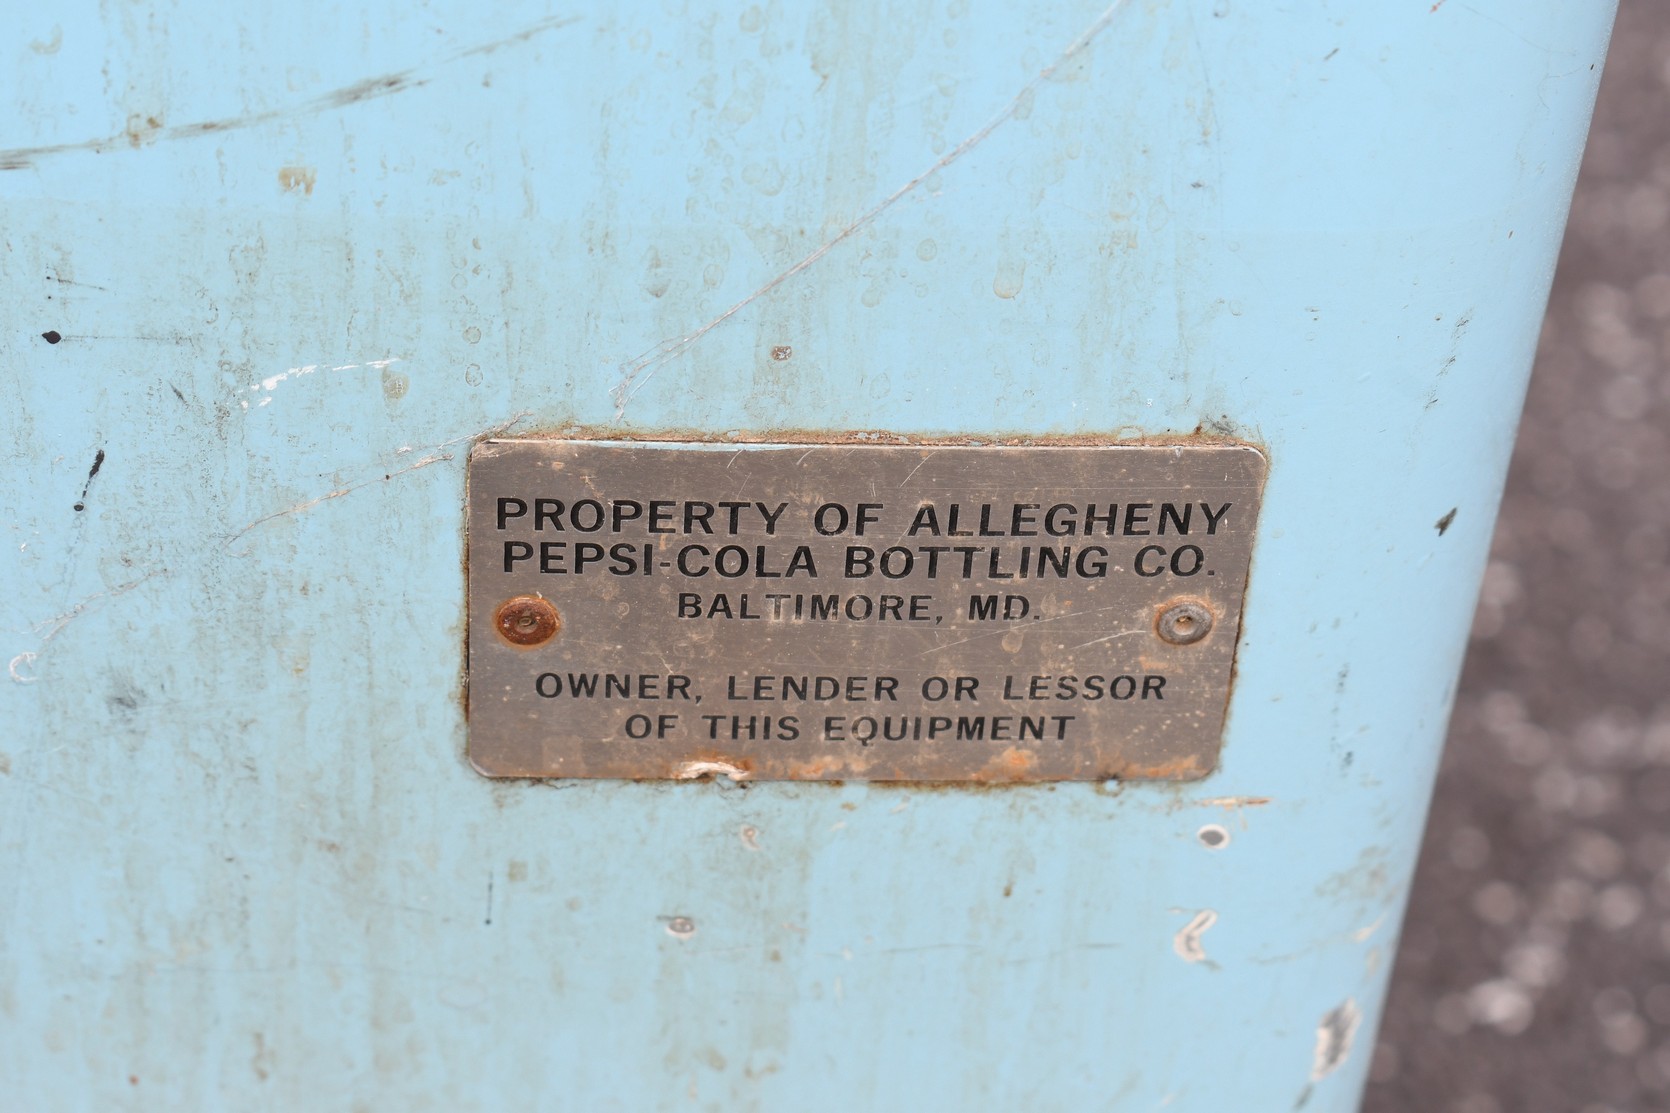 PROPERTY OF ALLEGHENY
PEPSI-COLA BOTTLING CO.
BALTIMORE, MD.
OWNER, LENDER OR LESSOR
OF THIS EQUIPMENT